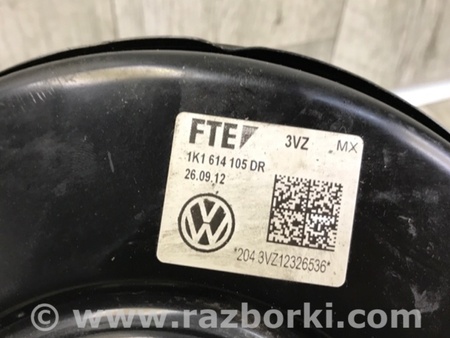 FTE 3VZ MX
1K1 614 105 DR
26.09.12
VW
*204 3VZ12326536*
© www.razborki.com